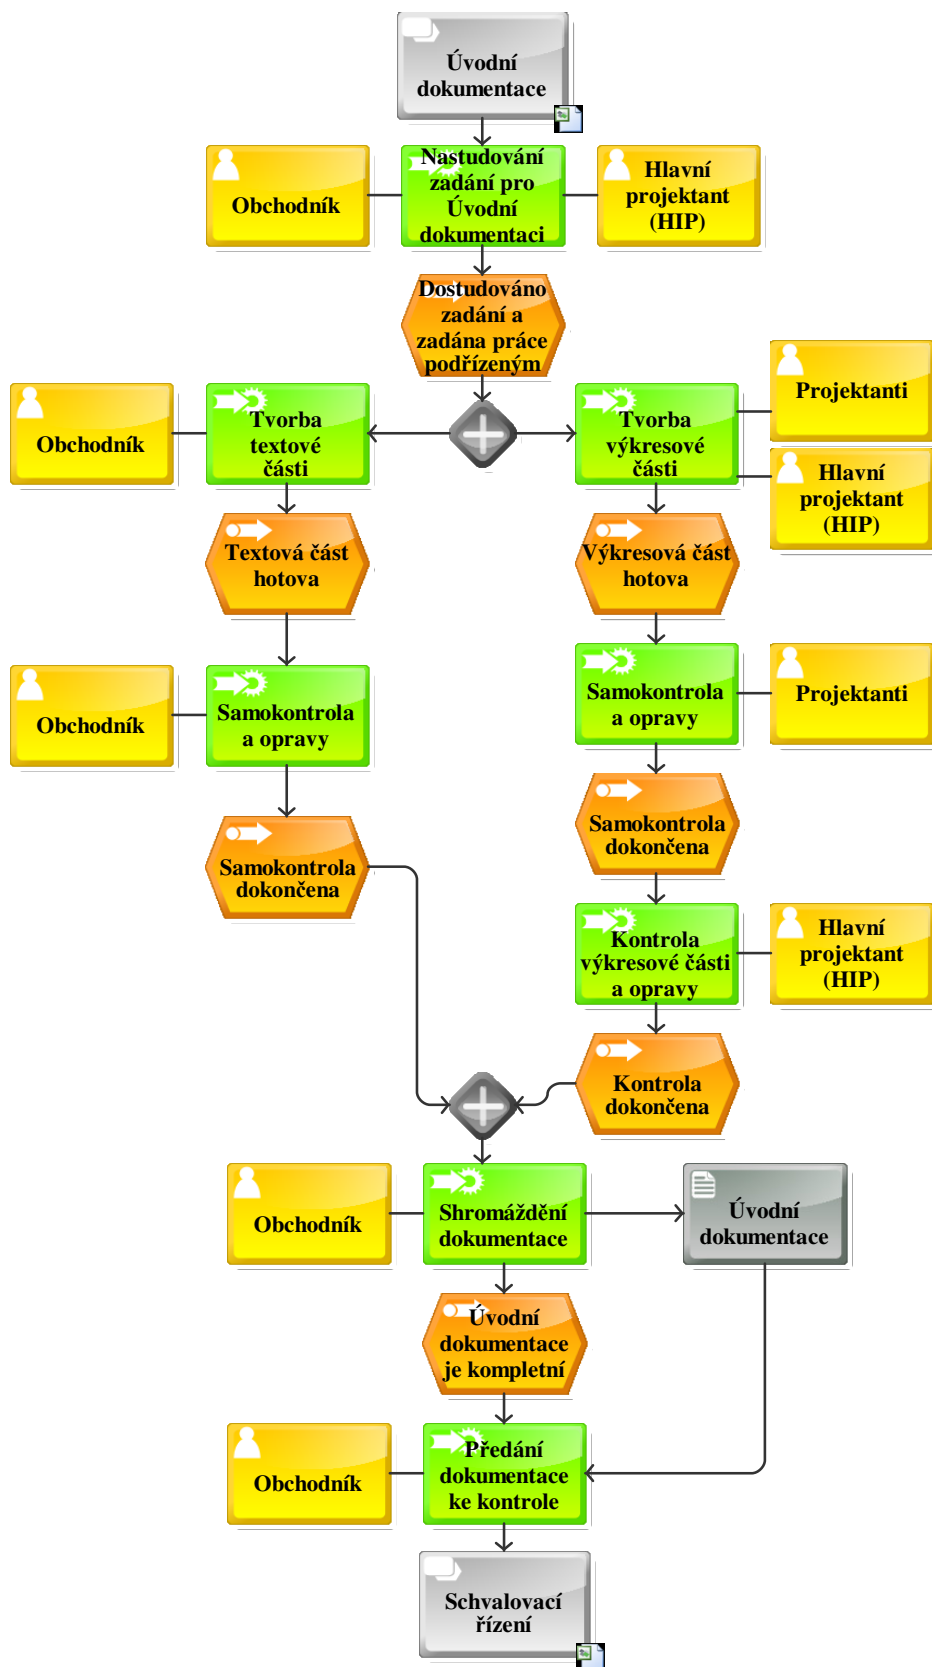 Úvodní
dokumentace
Obchodník
Nastudování
zadání pro
Úvodní
dokumentaci
Hlavní
projektant
(HIP)
Dostudováno
zadání a
zadána práce
podřízeným
Obchodník
Tvorba
textové
části
Tvorba
výkresové
části
Projektanti
Hlavní
projektant
(HIP)
Textová část
hotova
Výkresová část
hotova
Obchodník
Samokontrola
a opravy
Samokontrola
a opravy
Projektanti
Samokontrola
dokončena
Samokontrola
dokončena
Kontrola
výkresové části
a opravy
Hlavní
projektant
(HIP)
Kontrola
dokončena
Obchodník
Shromáždění
dokumentace
Úvodní
dokumentace
Úvodní
dokumentace
je kompletní
Obchodník
Předání
dokumentace
ke kontrole
Schvalovací
řízení